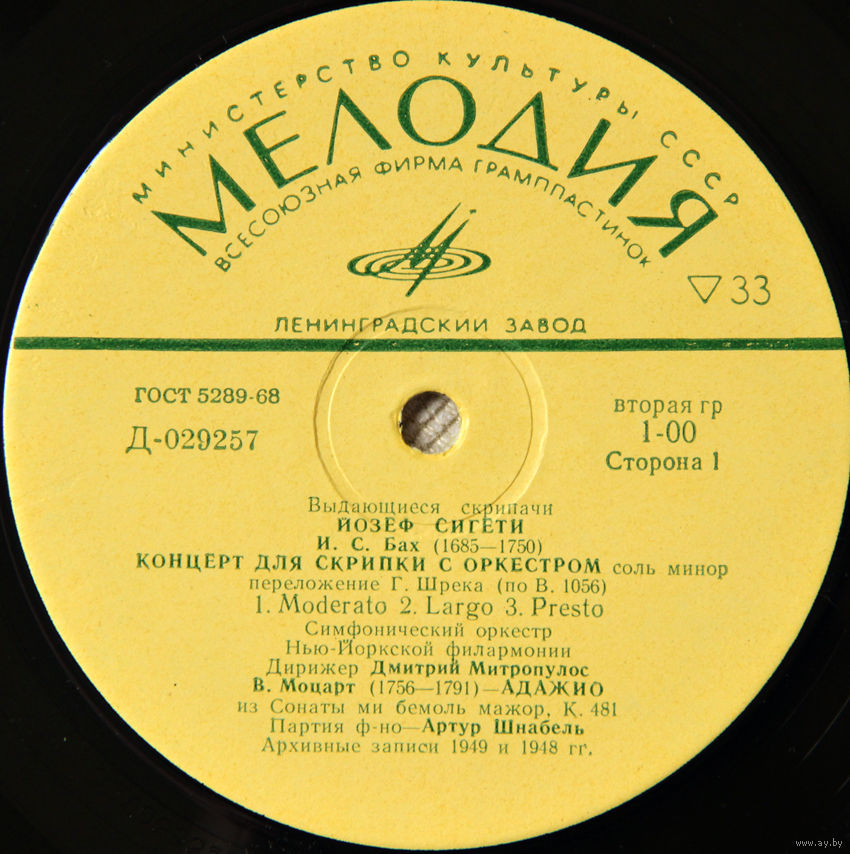 МИНИСТЕРСТВО КУЛЬТУРЫ СССР
МЕЛОДИЯ
ВСЕСОЮЗНАЯ ФИРМА ГРАМПЛАСТИНОК
▽33
ЛЕНИНГРАДСКИЙ ЗАВОД
ГОСТ 5289-68
Д-029257
вторая гр
1-00
Сторона 1
Выдающиеся скрипачи
ЙОЗЕФ СИГЕТИ
И. С. Бах (1685—1750)
КОНЦЕРТ ДЛЯ СКРИПКИ С ОРКЕСТРОМ соль минор
переложение Г. Шрека (по В. 1056)
1. Moderato 2. Largo 3. Presto
Симфонический оркестр
Нью-Йоркской филармонии
Дирижер Дмитрий Митропулос
В. Моцарт (1756—1791)—АДАЖИО
из Сонаты ми бемоль мажор, К. 481
Партия ф-но—Артур Шнабель
Архивные записи 1949 и 1948 гг.
www.ay.by